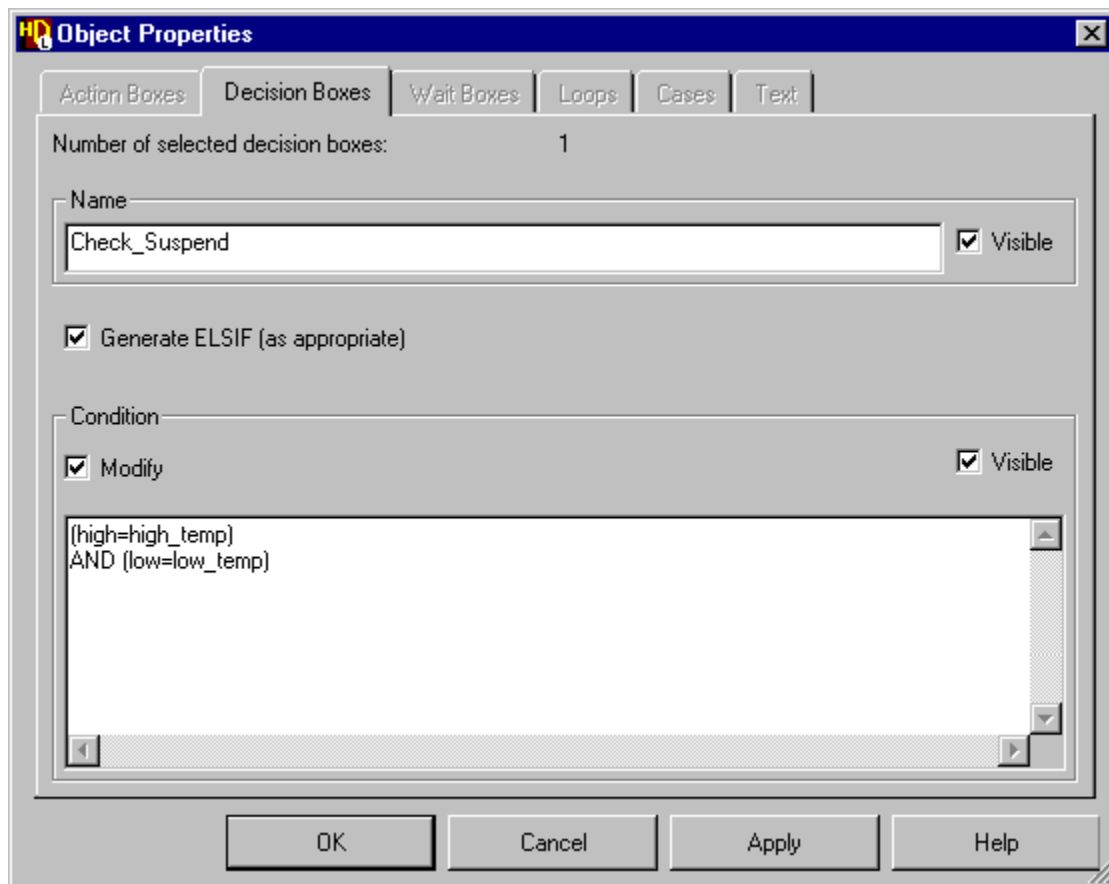 HDL Object Properties
Action Boxes Decision Boxes Wait Boxes Loops Cases Text
Number of selected decision boxes: 1
Name
Check_Suspend Visible
Generate ELSIF (as appropriate)
Condition
Modify Visible
(high=high_temp)
AND (low=low_temp)
OK Cancel Apply Help